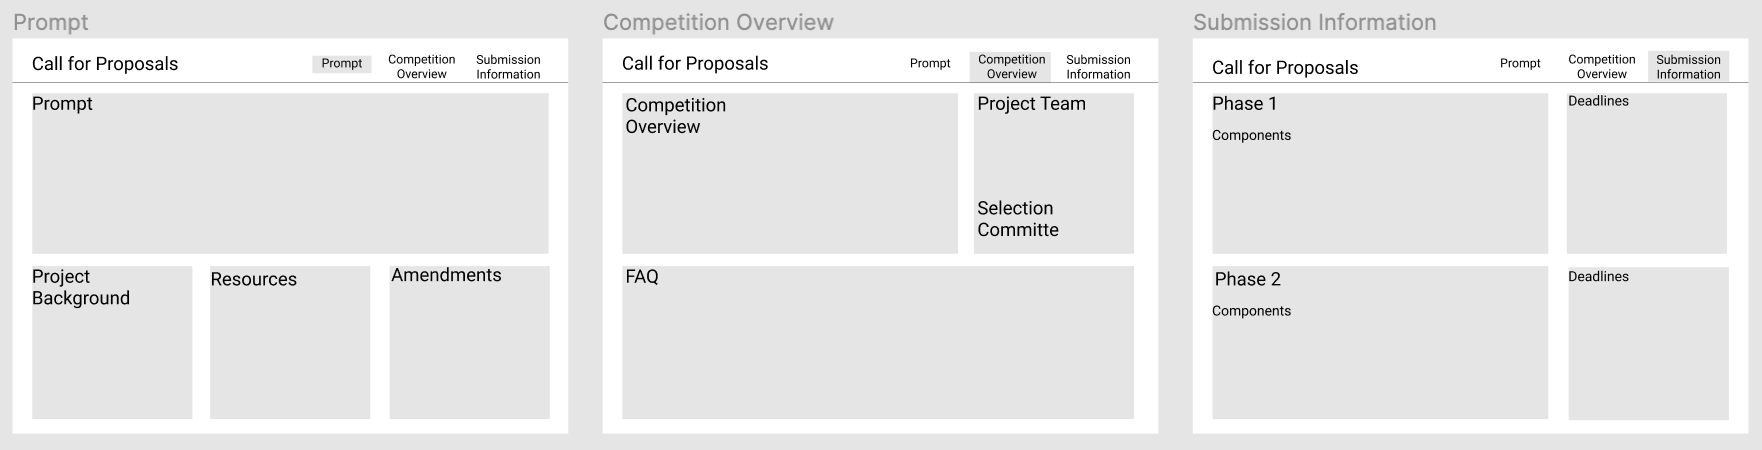 Prompt
Call for Proposals
Prompt
Competition
Overview
Submission
Information
Prompt
Project
Background
Resources
Amendments
Competition Overview
Call for Proposals
Prompt
Competition
Overview
Submission
Information
Competition
Overview
Project Team
Selection
Committe
FAQ
Submission Information
Call for Proposals
Prompt
Competition
Overview
Submission
Information
Phase 1
Components
Deadlines
Phase 2
Components
Deadlines